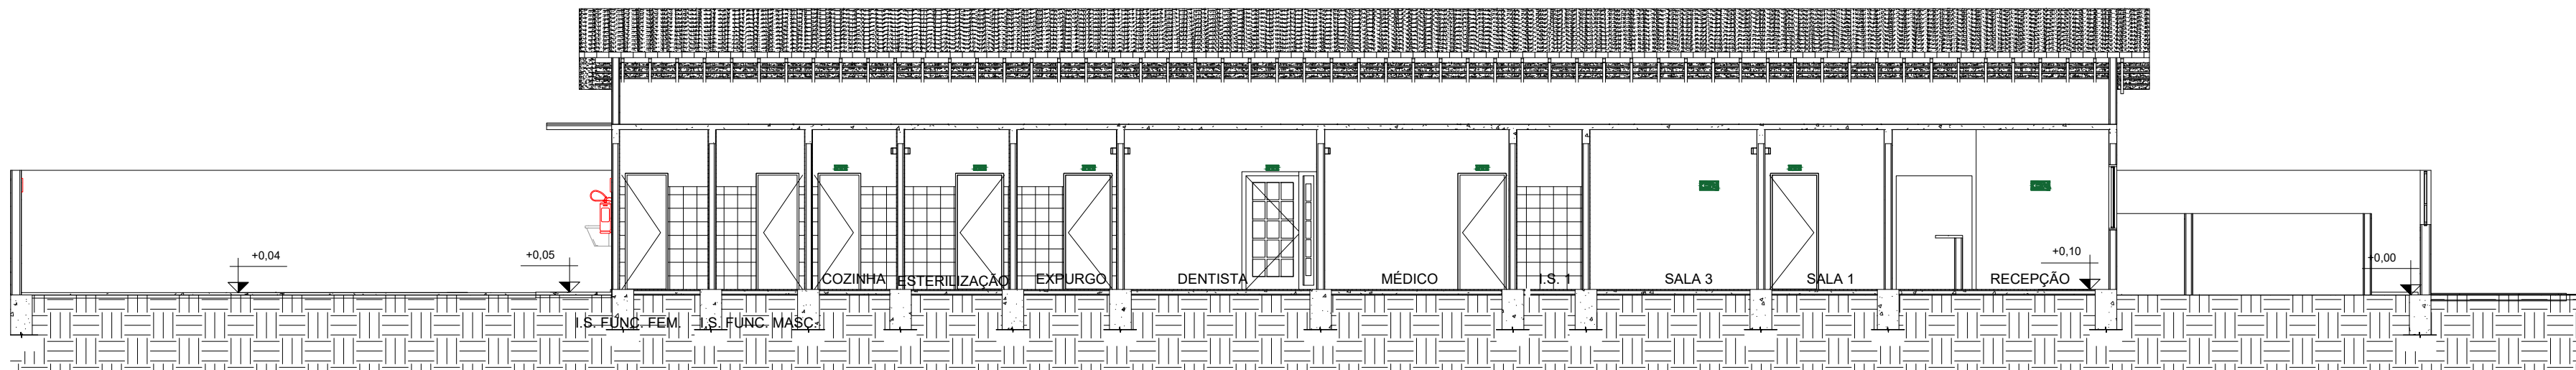 +0,04
+0,05
+0,10
+0,00
COZINHA
ESTERILIZAÇÃO
EXPURGO
DENTISTA
MÉDICO
I.S. 1
SALA 3
SALA 1
RECEPÇÃO
I.S. FUNC. FEM.
I.S. FUNC. MASC.